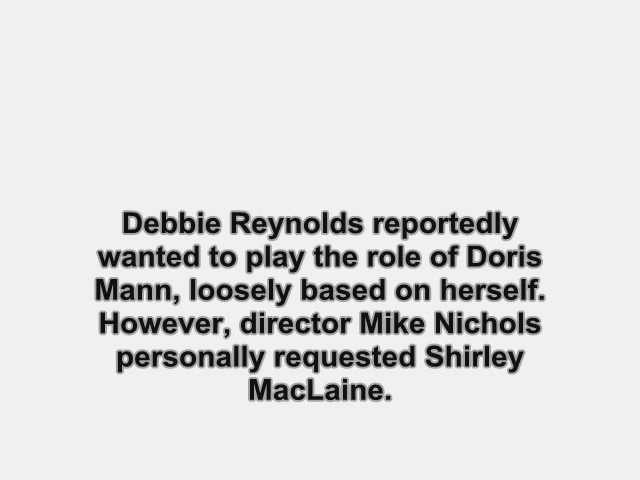 Debbie Reynolds reportedly
wanted to play the role of Doris
Mann, loosely based on herself.
However, director Mike Nichols
personally requested Shirley
MacLaine.